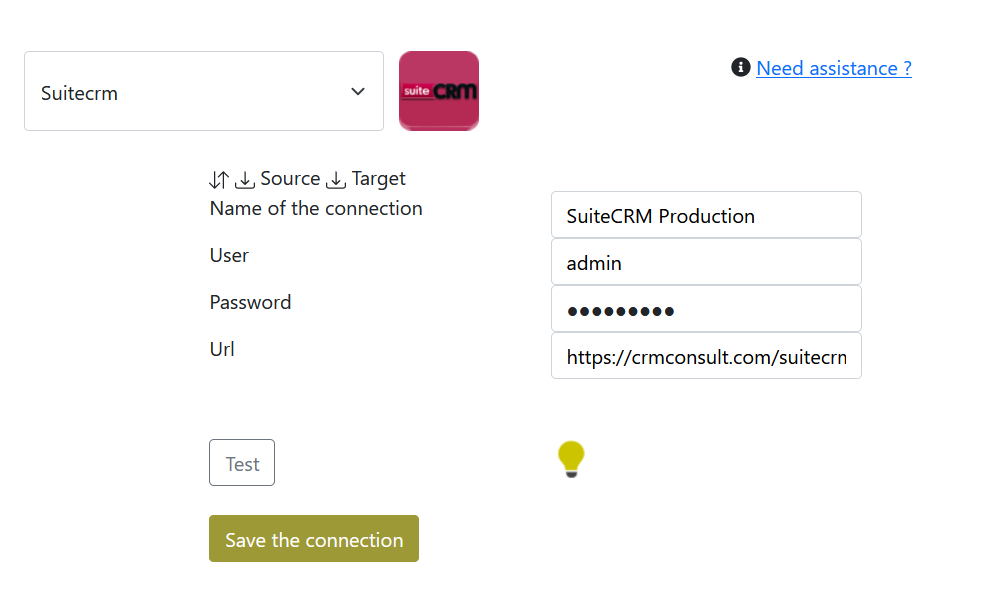 Suitecrm
suite CRM
Need assistance ?
Source Target
Name of the connection
SuiteCRM Production
User
admin
Password
●●●●●●●●●
Url
https://crmconsult.com/suitecrm
Test
Save the connection